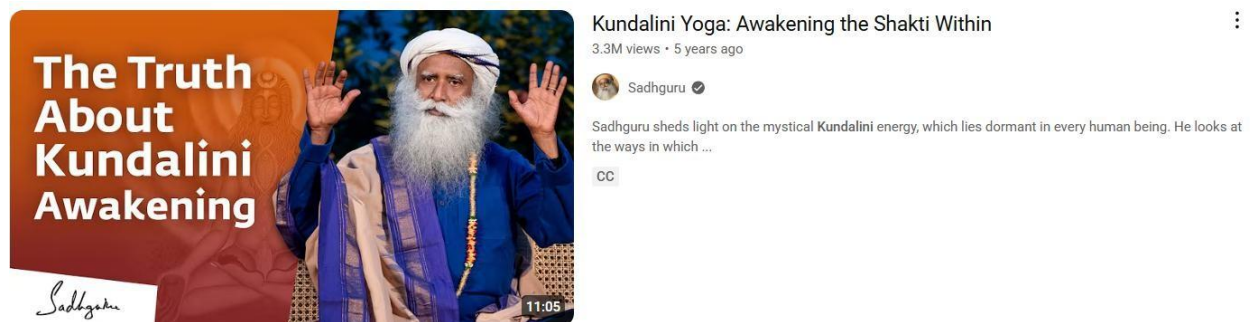 The Truth
About
Kundalini
Awakening
Sadhguru
11:05
Kundalini Yoga: Awakening the Shakti Within
3.3M views • 5 years ago
Sadhguru
Sadhguru sheds light on the mystical Kundalini energy, which lies dormant in every human being. He looks at
the ways in which ...
CC